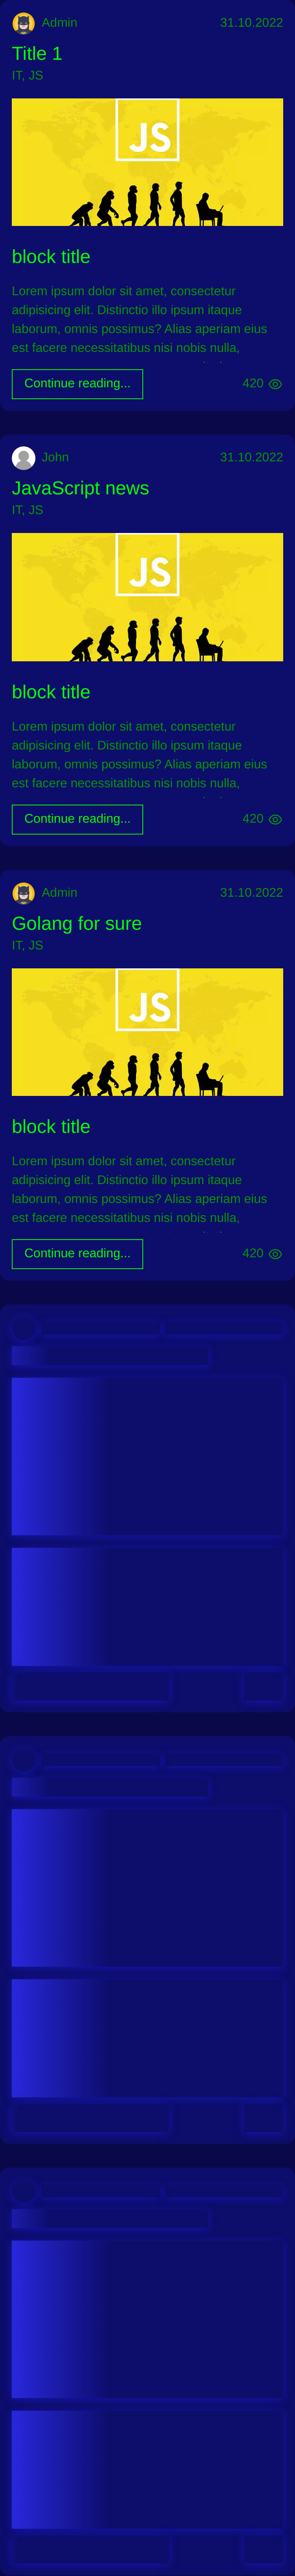 Admin 31.10.2022
Title 1
IT, JS
JS
block title
Lorem ipsum dolor sit amet, consectetur
adipisicing elit. Distinctio illo ipsum itaque
laborum, omnis possimus? Alias aperiam eius
est facere necessitatibus nisi nobis nulla,
Continue reading... 420
John 31.10.2022
JavaScript news
IT, JS
JS
block title
Lorem ipsum dolor sit amet, consectetur
adipisicing elit. Distinctio illo ipsum itaque
laborum, omnis possimus? Alias aperiam eius
est facere necessitatibus nisi nobis nulla,
Continue reading... 420
Admin 31.10.2022
Golang for sure
IT, JS
JS
block title
Lorem ipsum dolor sit amet, consectetur
adipisicing elit. Distinctio illo ipsum itaque
laborum, omnis possimus? Alias aperiam eius
est facere necessitatibus nisi nobis nulla,
Continue reading... 420